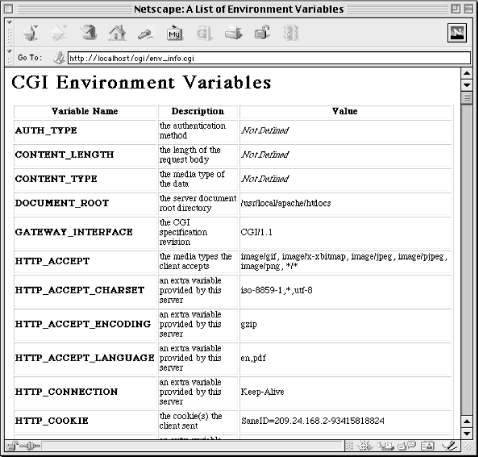 Netscape: A List of Environment Variables
My
N
Go To: http://localhost/cgi/env_info.cgi
CGI Environment Variables
Variable Name Description Value
AUTH_TYPE the authentication method Not Defined
CONTENT_LENGTH the length of the request body Not Defined
CONTENT_TYPE the media type of the data Not Defined
DOCUMENT_ROOT the server document root directory /usr/local/apache/htdocs
GATEWAY_INTERFACE the CGI specification revision CGI/1.1
HTTP_ACCEPT the media types the client accepts image/gif, image/x-xbitmap, image/jpeg, image/pjpeg, image/png, */*
HTTP_ACCEPT_CHARSET an extra variable provided by this server iso-8859-1,*,utf-8
HTTP_ACCEPT_ENCODING an extra variable provided by this server gzip
HTTP_ACCEPT_LANGUAGE an extra variable provided by this server en,pdf
HTTP_CONNECTION an extra variable provided by this server Keep-Alive
HTTP_COOKIE the cookie(s) the client sent SansID=209.24.168.2-93415818824
an extra variable